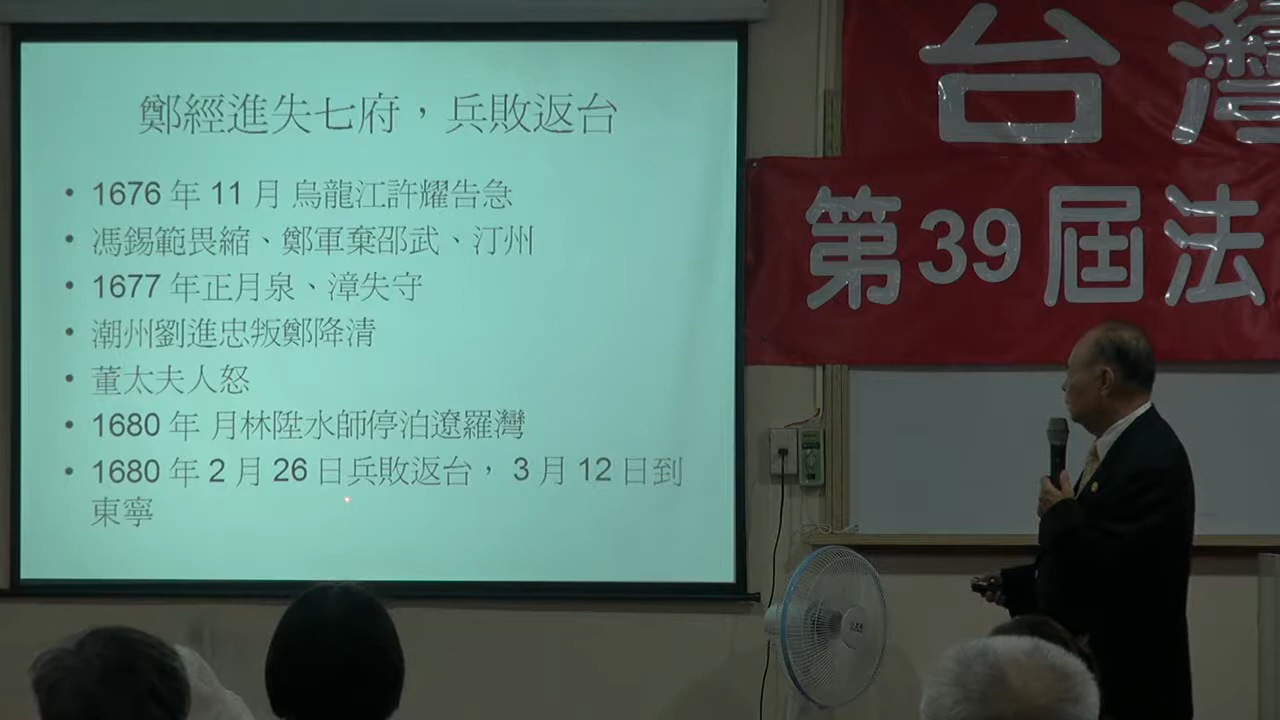 鄭經進失七府，兵敗返台
• 1676 年 11 月 烏龍江許耀告急
• 馮錫範畏縮、鄭軍棄邵武、汀州
• 1677 年正月泉、漳失守
• 潮州劉進忠叛鄭降清
• 董太夫人怒
• 1680 年 月林陞水師停泊遼羅灣
• 1680 年 2 月 26 日兵敗返台， 3 月 12 日到
東寧
台灣
第39屆法